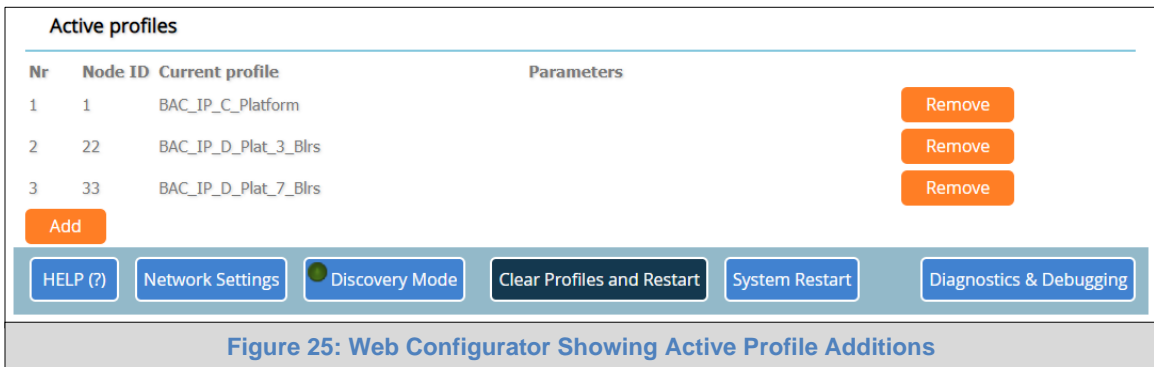 Active profiles
Nr Node ID Current profile Parameters
1 1 BAC_IP_C_Platform Remove
2 22 BAC_IP_D_Plat_3_Blrs Remove
3 33 BAC_IP_D_Plat_7_Blrs Remove
Add
HELP (?) Network Settings Discovery Mode Clear Profiles and Restart System Restart Diagnostics & Debugging
Figure 25: Web Configurator Showing Active Profile Additions